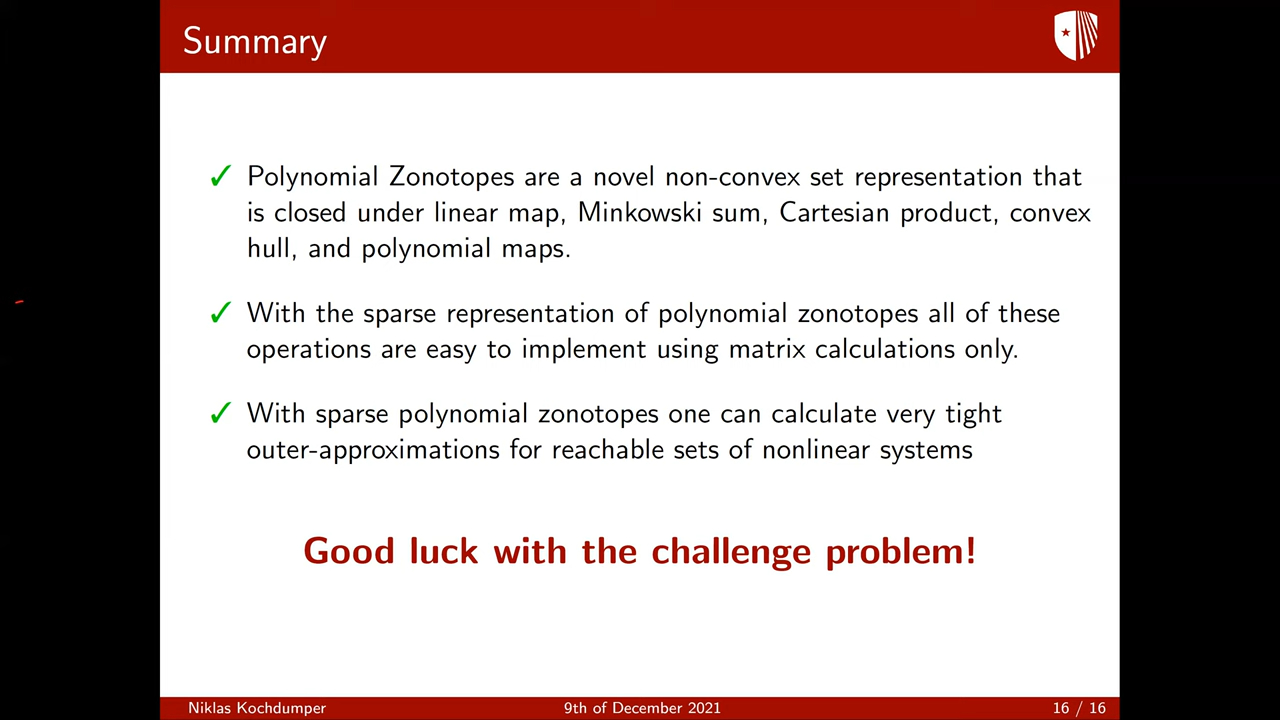 Summary
✓ Polynomial Zonotopes are a novel non-convex set representation that
is closed under linear map, Minkowski sum, Cartesian product, convex
hull, and polynomial maps.
✓ With the sparse representation of polynomial zonotopes all of these
operations are easy to implement using matrix calculations only.
✓ With sparse polynomial zonotopes one can calculate very tight
outer-approximations for reachable sets of nonlinear systems
Good luck with the challenge problem!
Niklas Kochdumper 9th of December 2021 16 / 16